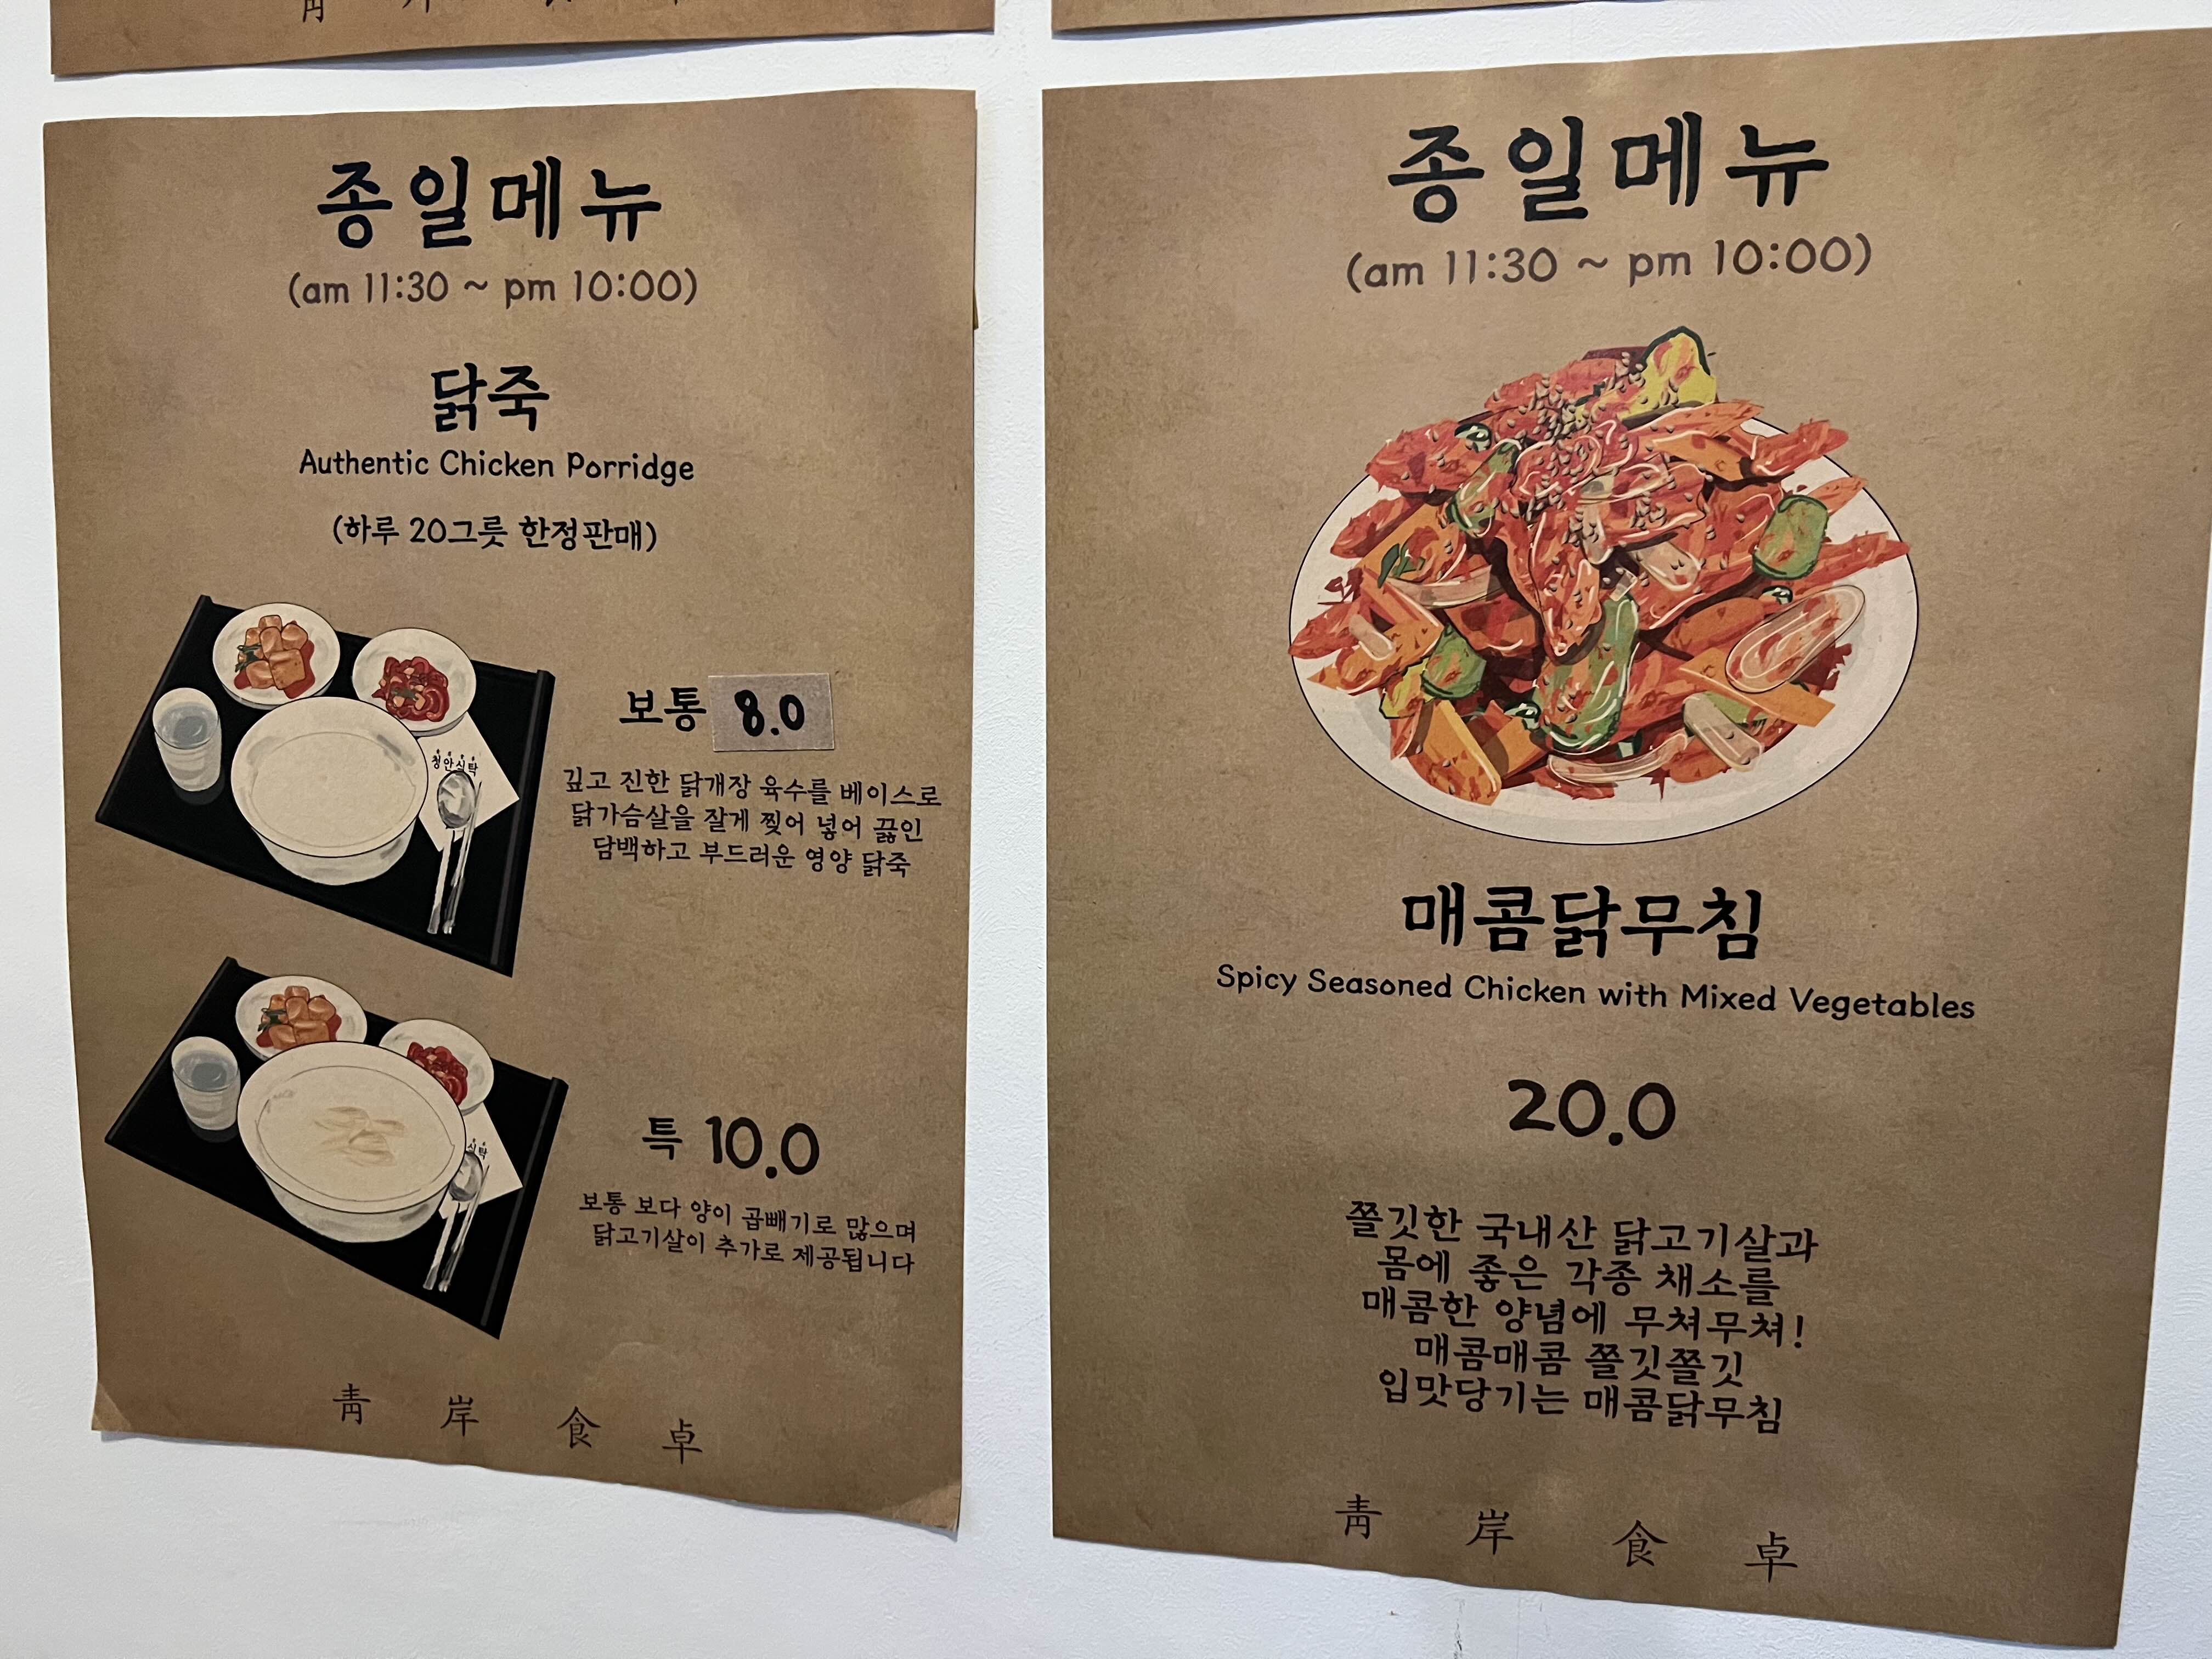 종일메뉴
(am 11:30 ~ pm 10:00)
닭죽
Authentic Chicken Porridge
(하루 20그릇 한정판매)
청안식탁
보통 8.0
깊고 진한 닭개장 육수를 베이스로
닭가슴살을 잘게 찢어 넣어 끓인
담백하고 부드러운 영양 닭죽
식탁
특 10.0
보통 보다 양이 곱빼기로 많으며
닭고기살이 추가로 제공됩니다
靑岸食卓
종일메뉴
(am 11:30 ~ pm 10:00)
매콤닭무침
Spicy Seasoned Chicken with Mixed Vegetables
20.0
쫄깃한 국내산 닭고기살과
몸에 좋은 각종 채소를
매콤한 양념에 무쳐무쳐!
매콤매콤 쫄깃쫄깃
입맛당기는 매콤닭무침
靑岸食卓